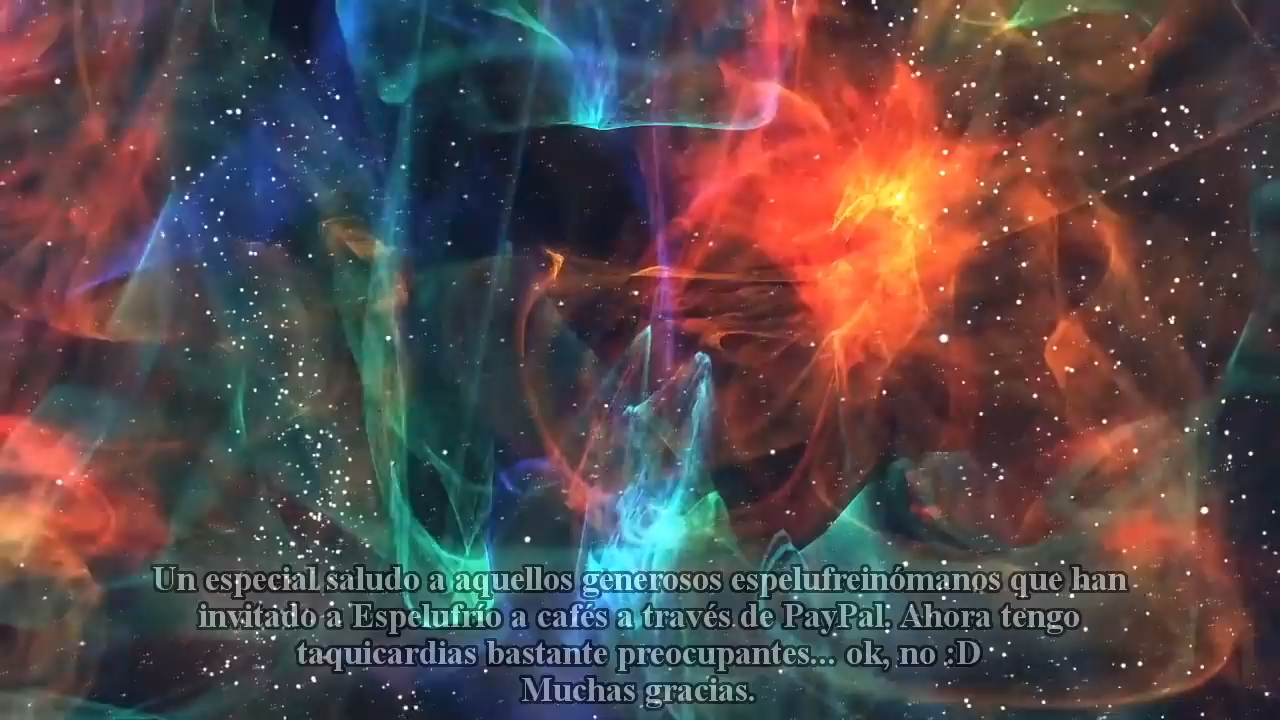 Un especial saludo a aquellos generosos espelufreinómanos que han
invitado a Espelufrío a cafés a través de PayPal. Ahora tengo
taquicardias bastante preocupantes... ok, no :D
Muchas gracias.